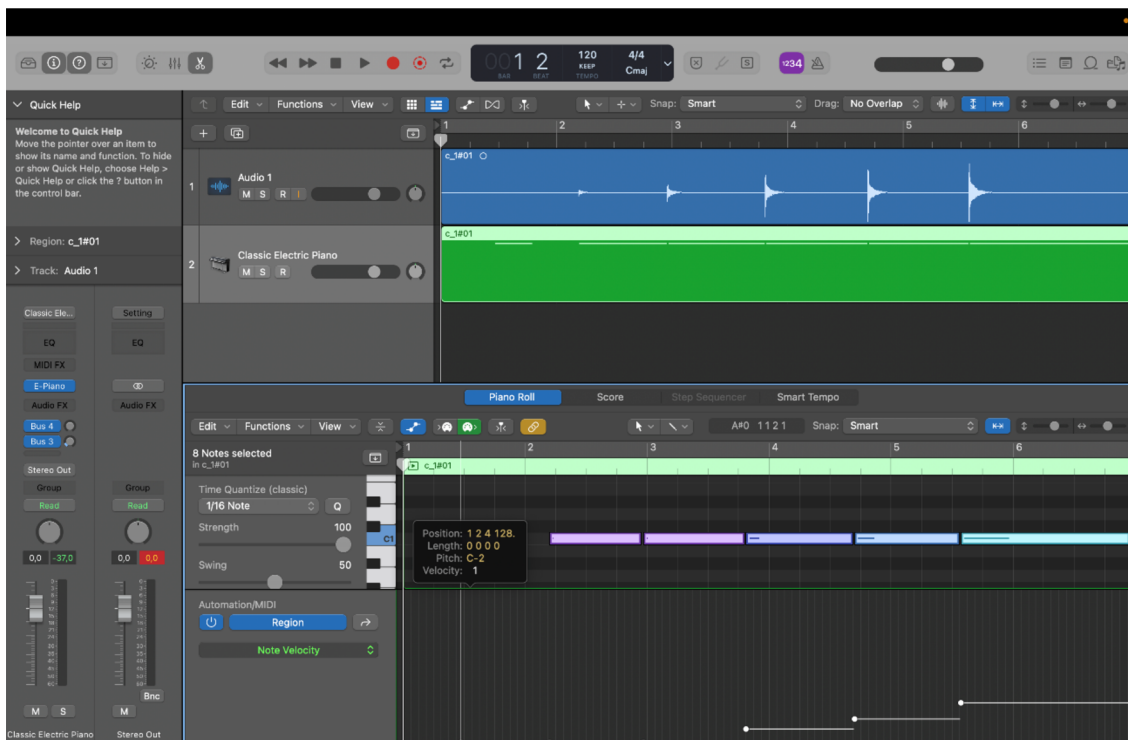 001 2
BAR BEAT
120
KEEP
TEMPO
4/4
Cmaj
S
1234
Quick Help
Edit Functions View Snap: Smart Drag: No Overlap
Welcome to Quick Help
Move the pointer over an item to
show its name and function. To hide
or show Quick Help, choose Help >
Quick Help or click the ? button in
the control bar.
1 2 3 4 5 6
1 Audio 1
M S R I
c_1#01
2 Classic Electric Piano
M S R
c_1#01
Region: c_1#01
Track: Audio 1
Classic Ele... Setting
EQ EQ
MIDI FX
E-Piano
Audio FX Audio FX
Bus 4
Bus 3
Stereo Out
Group Group
Read Read
0,0 -37,0 0,0 0,0
Bnc
M S M
Classic Electric Piano Stereo Out
Piano Roll Score Step Sequencer Smart Tempo
Edit Functions View A#0 1 1 2 1 Snap: Smart
8 Notes selected
in c_1#01
1 2 3 4 5 6
c_1#01
Time Quantize (classic)
1/16 Note Q
Strength 100
Swing 50
C1
Position: 1 2 4 128.
Length: 0 0 0 0
Pitch: C-2
Velocity: 1
Automation/MIDI
Region
Note Velocity